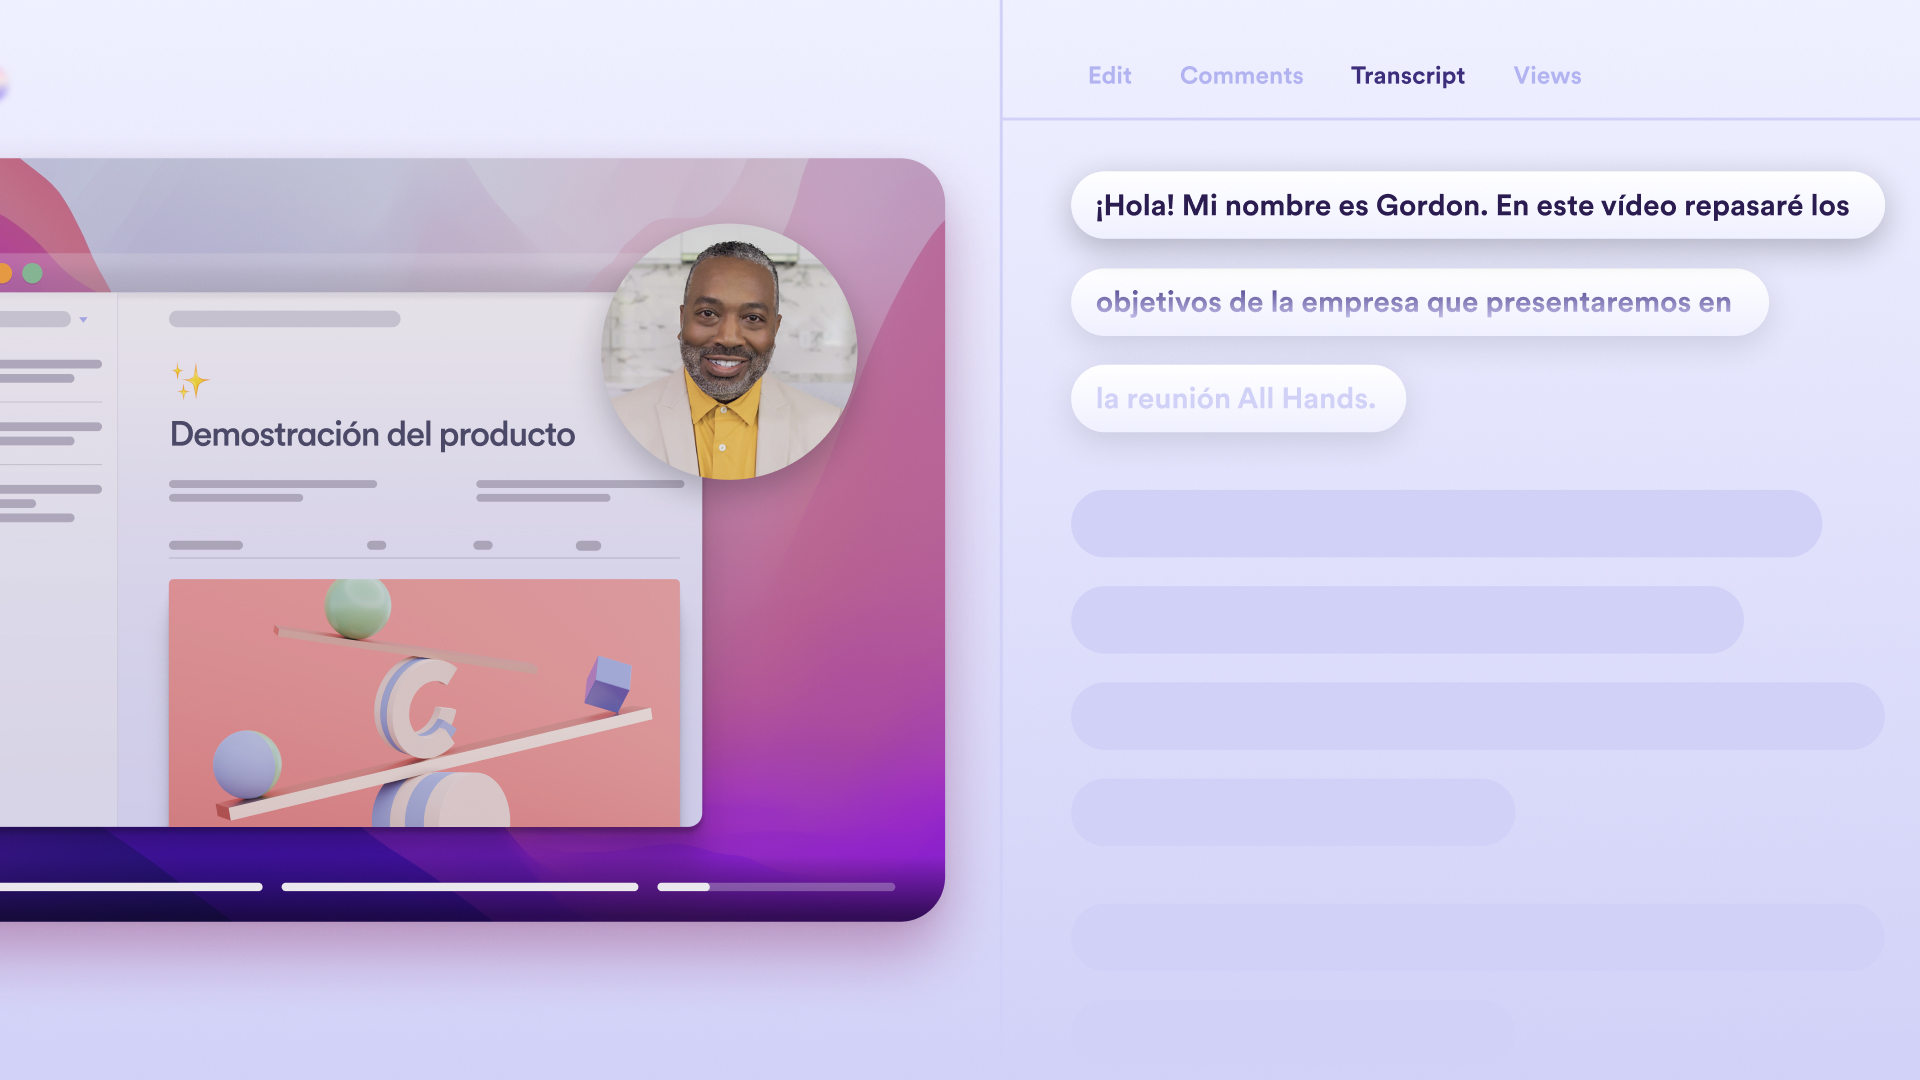 Edit Comments Transcript Views
¡Hola! Mi nombre es Gordon. En este vídeo repasaré los
objetivos de la empresa que presentaremos en
la reunión All Hands.
Demostración del producto